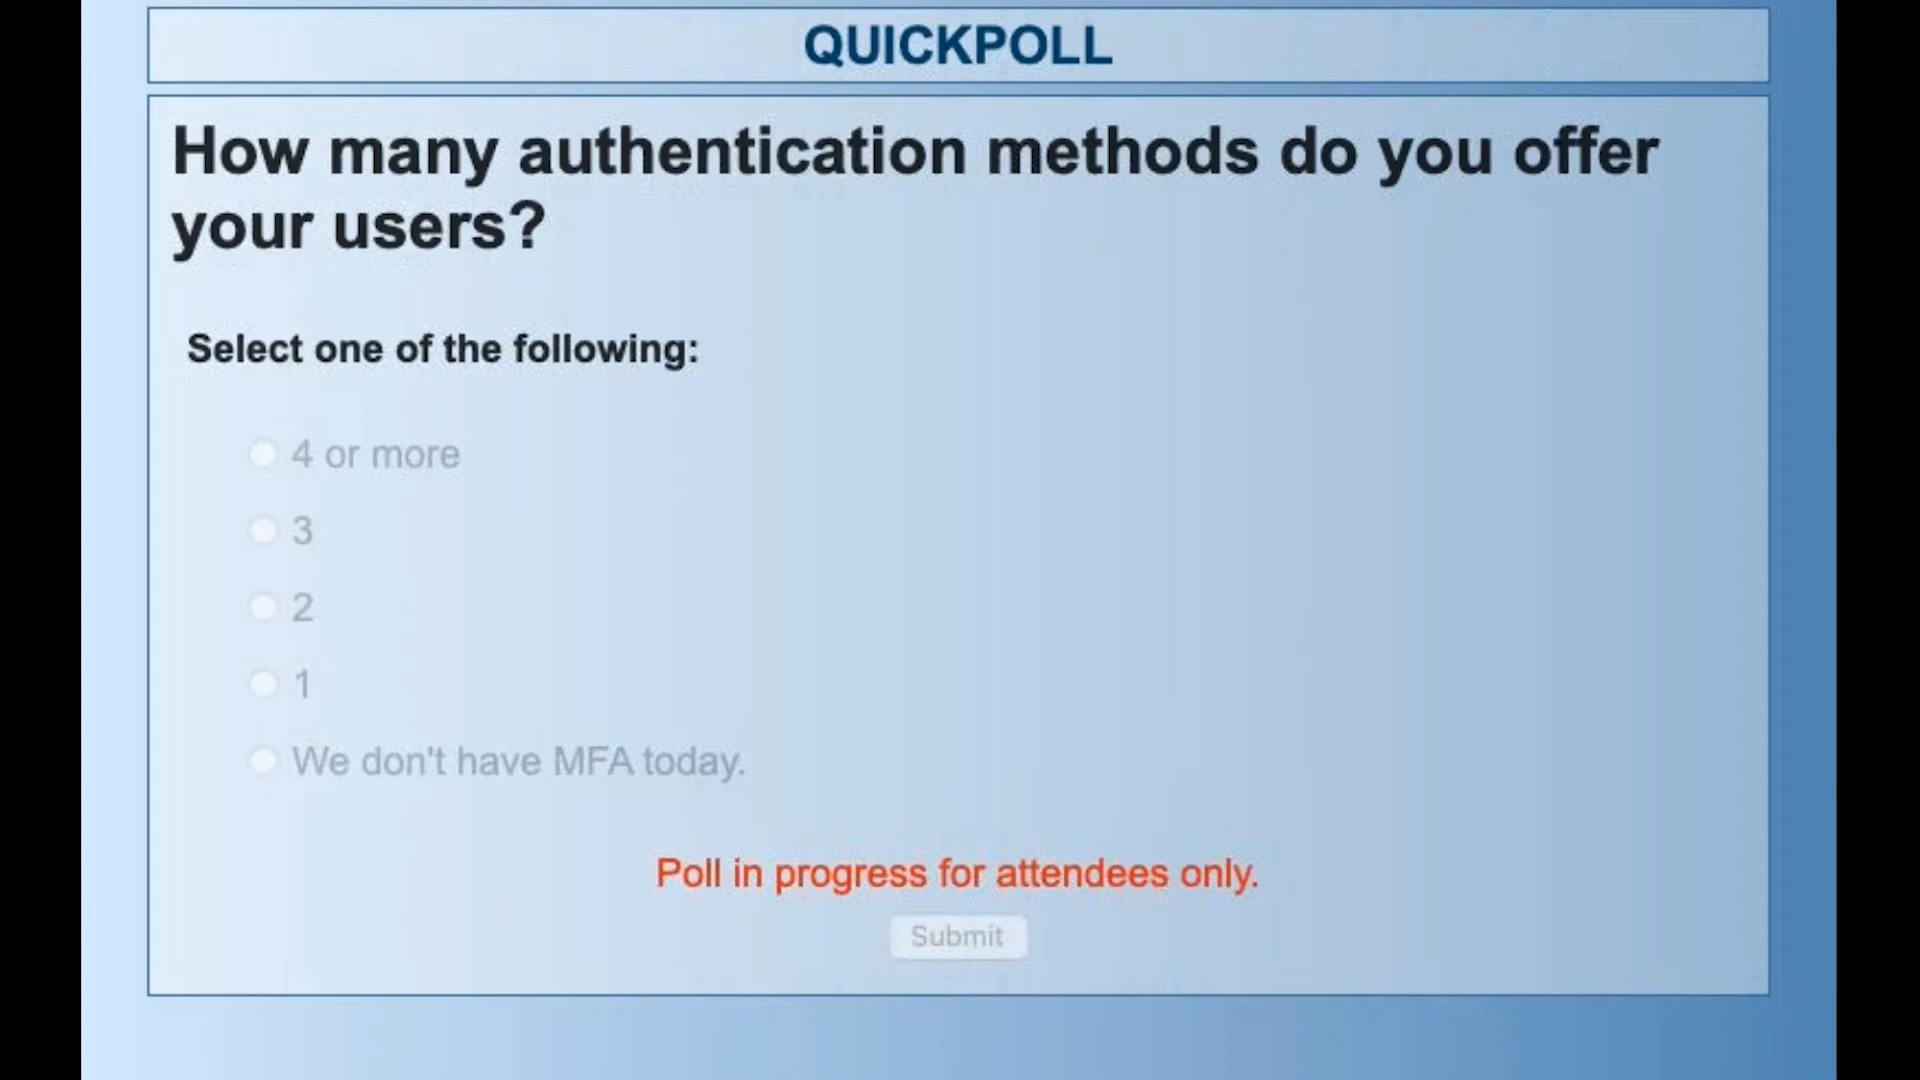 QUICKPOLL
How many authentication methods do you offer
your users?
Select one of the following:
4 or more
3
2
1
We don't have MFA today.
Poll in progress for attendees only.
Submit